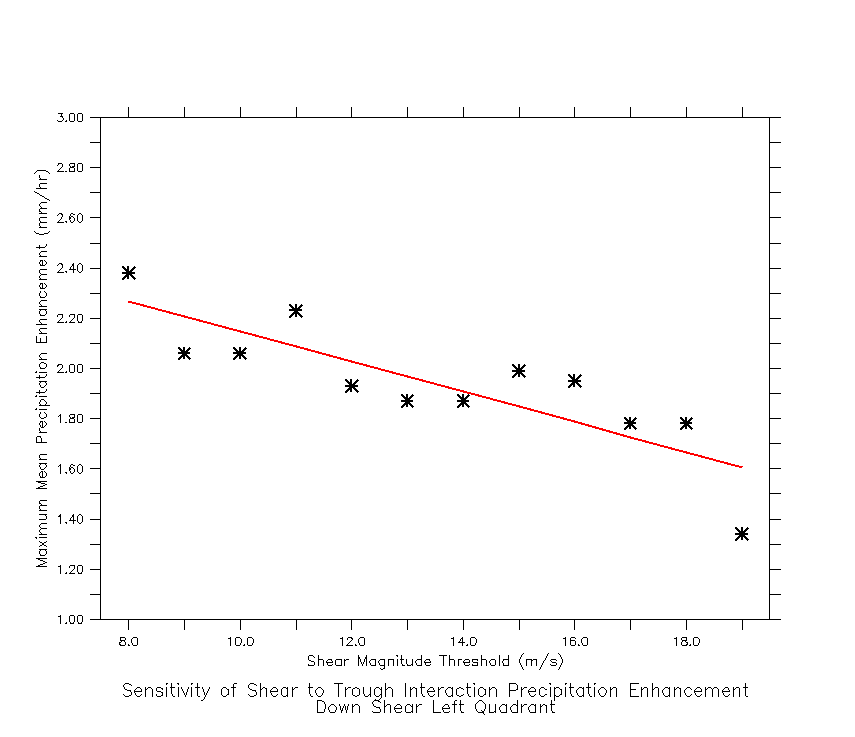 3.00
2.80
2.60
2.40
2.20
2.00
1.80
1.60
1.40
1.20
1.00
Maximum Mean Precipitation Enhancement (mm/hr)
8.0 10.0 12.0 14.0 16.0 18.0
Shear Magnitude Threshold (m/s)
Sensitivity of Shear to Trough Interaction Precipitation Enhancement
Down Shear Left Quadrant